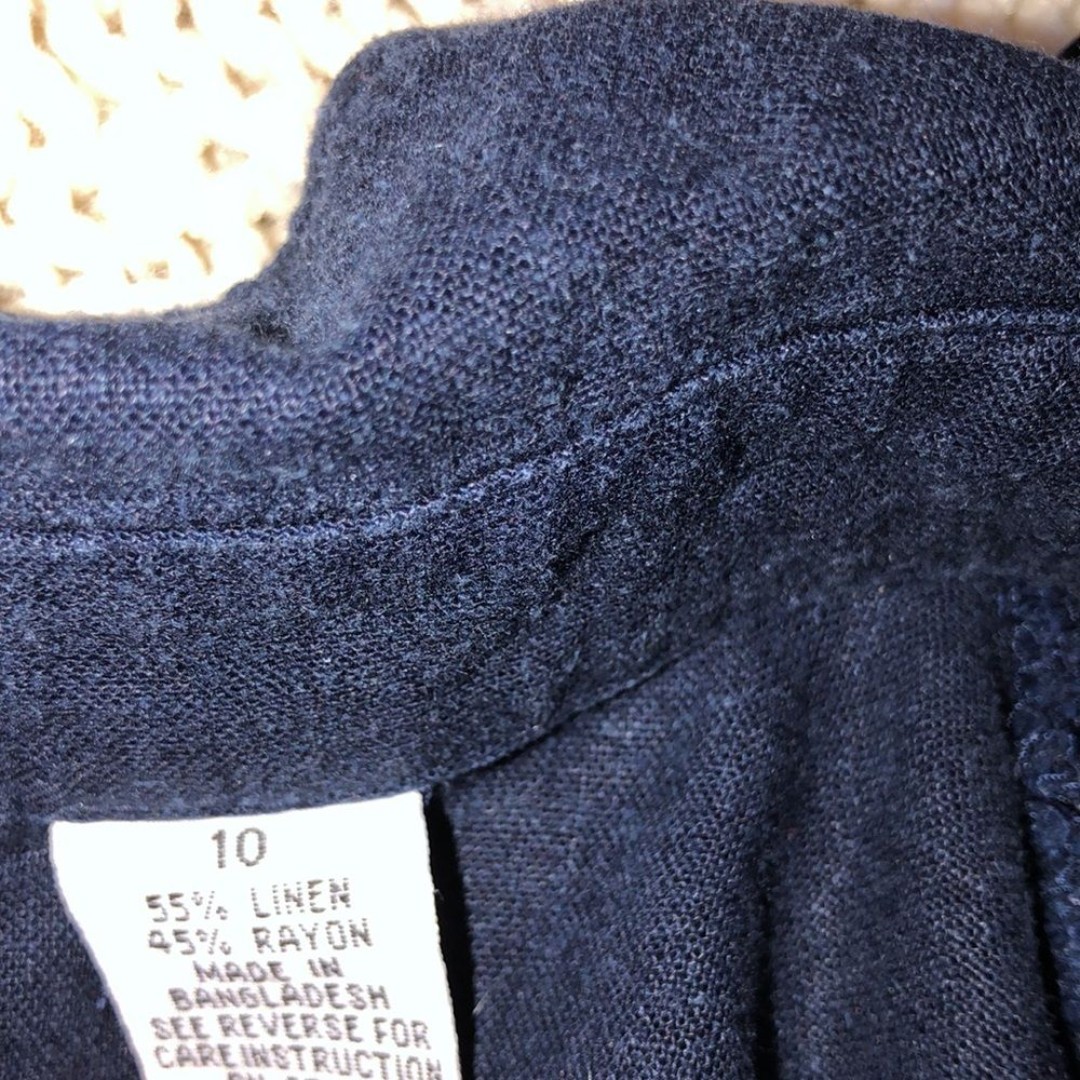 10
55% LINEN
45% RAYON
MADE IN
BANGLADESH
SEE REVERSE FOR
CARE INSTRUCTION